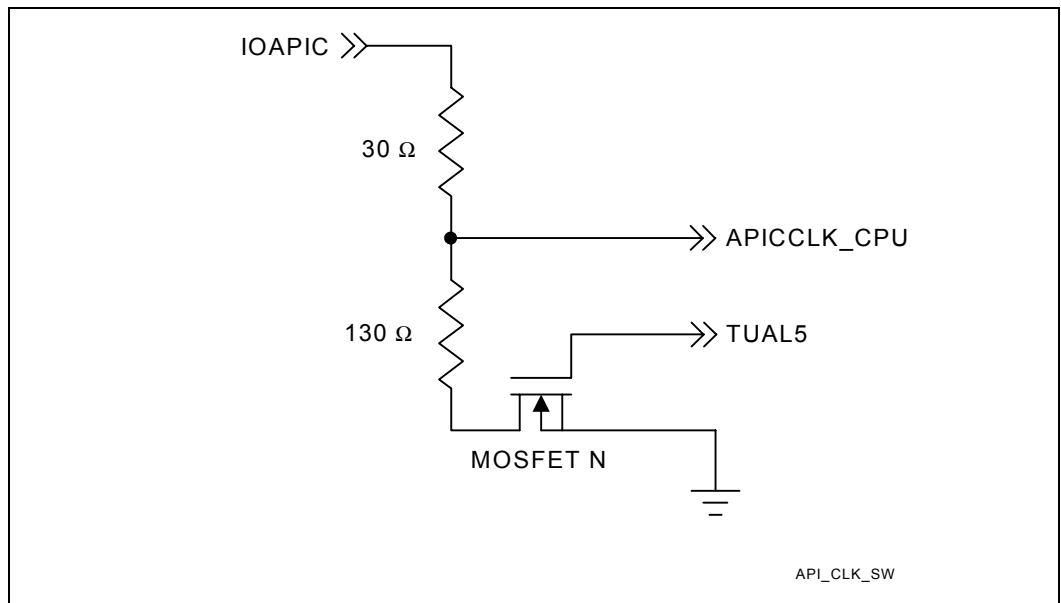 IOAPIC
30 Ω
APICCLK_CPU
130 Ω
TUAL5
MOSFET N
API_CLK_SW